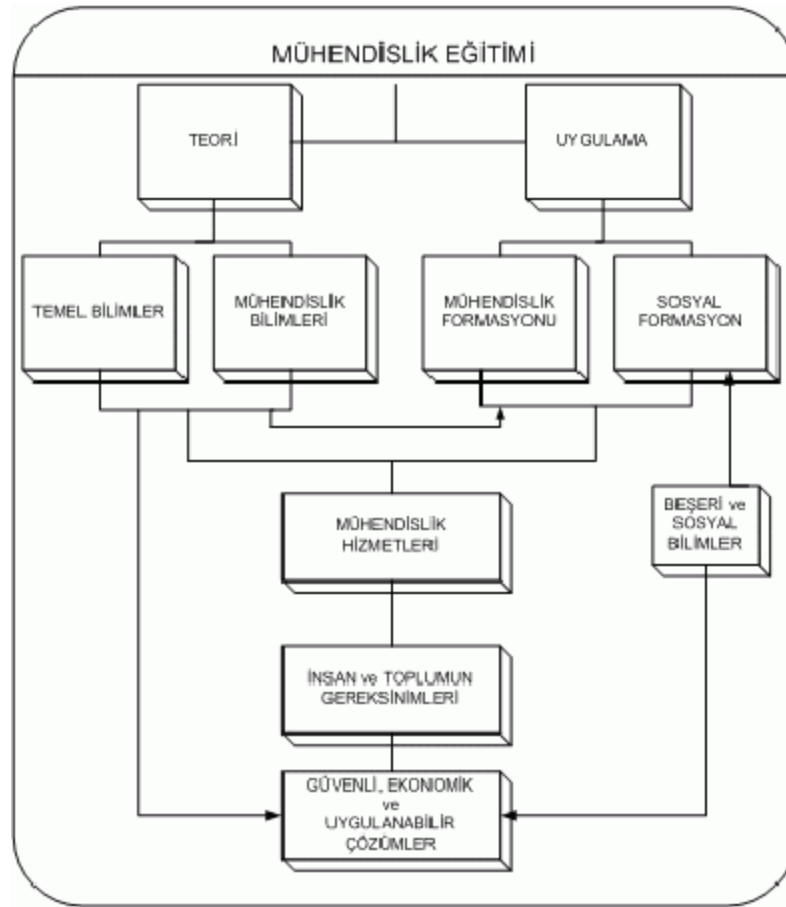 MÜHENDİSLİK EĞİTİMİ
TEORİ
UYGULAMA
TEMEL BİLİMLER
MÜHENDİSLİK
BİLİMLERİ
MÜHENDİSLİK
FORMASYONU
SOSYAL
FORMASYON
MÜHENDİSLİK
HİZMETLERİ
BEŞERİ ve
SOSYAL
BİLİMLER
İNSAN ve TOPLUMUN
GEREKSİNİMLERİ
GÜVENLİ, EKONOMİK
ve
UYGULANABİLİR
ÇÖZÜMLER